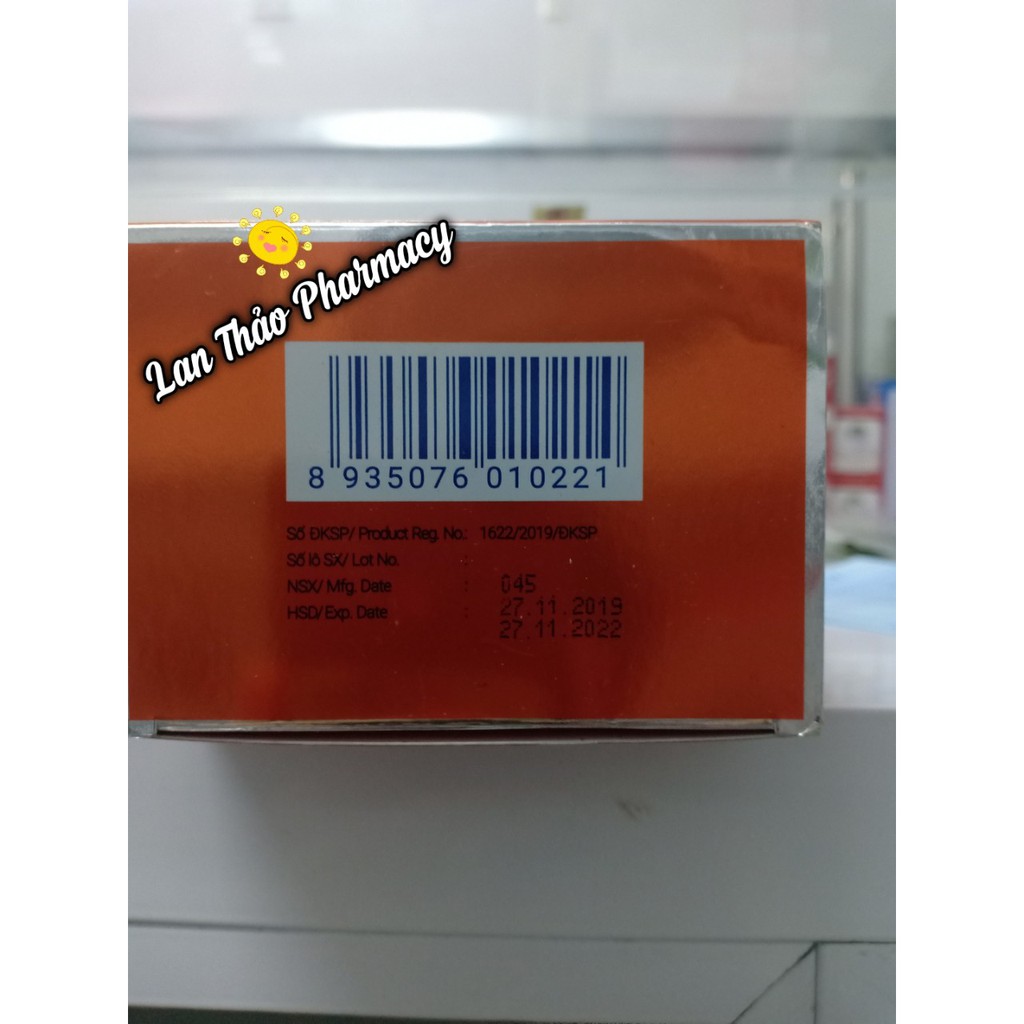 Lan Thảo Pharmacy
8 935076 010221
Số ĐKSP/ Product Reg. No.: 1622/2019/ĐKSP
Số lô SX/ Lot No. :
NSX/ Mfg. Date : 045
HSD/ Exp. Date : 27.11.2019
27.11.2022